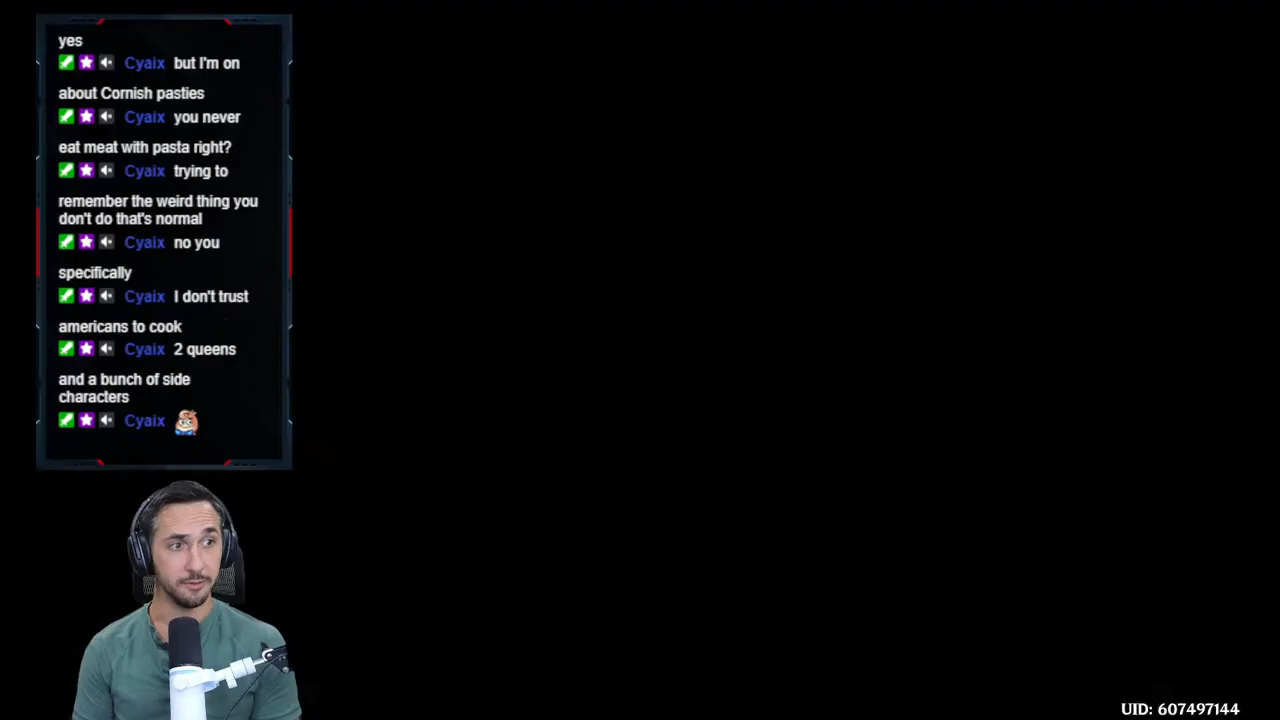 yes
Cyaix but I'm on
about Cornish pasties
Cyaix you never
eat meat with pasta right?
Cyaix trying to
remember the weird thing you
don't do that's normal
Cyaix no you
specifically
Cyaix I don't trust
americans to cook
Cyaix 2 queens
and a bunch of side
characters
Cyaix
UID: 607497144